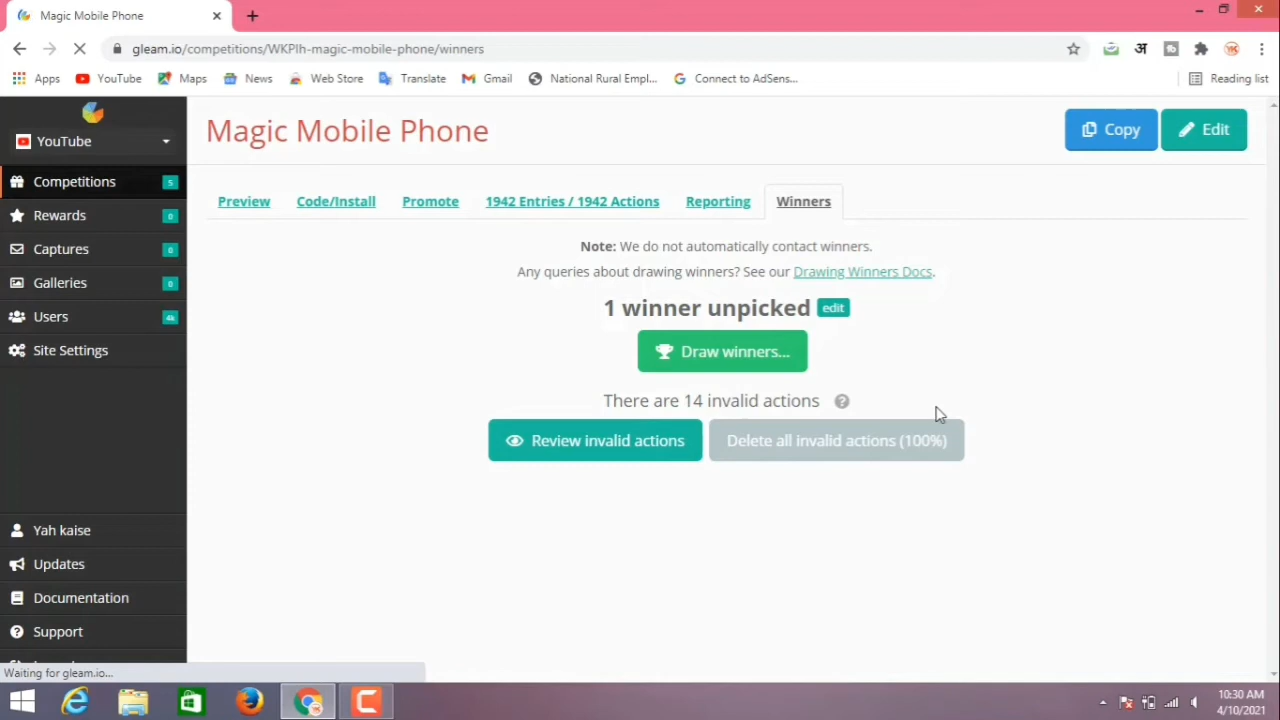 Magic Mobile Phone
gleam.io/competitions/WKPIh-magic-mobile-phone/winners
Apps YouTube Maps News Web Store Translate Gmail National Rural Empl... Connect to AdSens... Reading list
YouTube
Competitions 5
Rewards 0
Captures 0
Galleries 0
Users 4k
Site Settings
Yah kaise
Updates
Documentation
Support
Waiting for gleam.io...
Magic Mobile Phone
Copy Edit
Preview Code/Install Promote 1942 Entries / 1942 Actions Reporting Winners
Note: We do not automatically contact winners.
Any queries about drawing winners? See our Drawing Winners Docs.
1 winner unpicked edit
Draw winners...
There are 14 invalid actions ?
Review invalid actions Delete all invalid actions (100%)
10:30 AM
4/10/2021